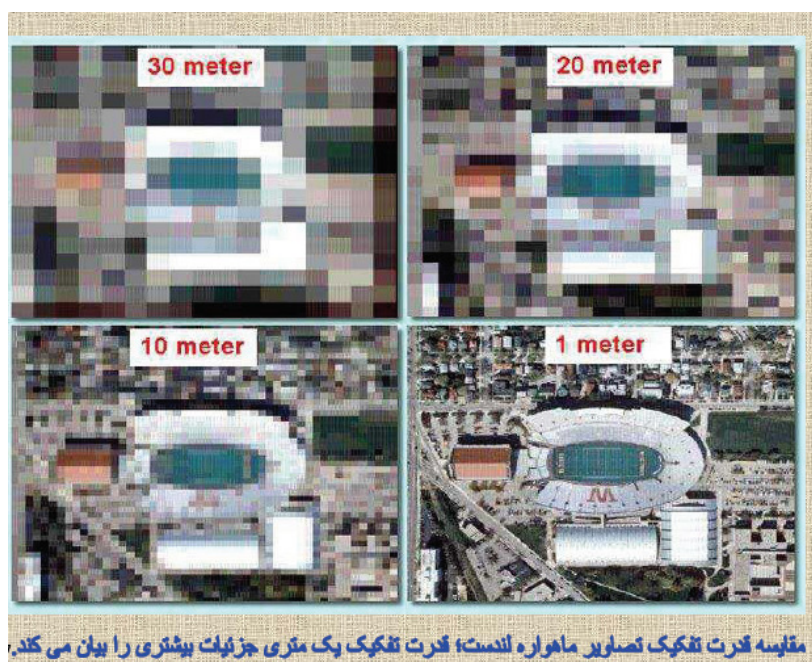 30 meter
20 meter
10 meter
1 meter
مقایسه قدرت تفکیک تصاویر ماهواره لندست؛ قدرت تفکیک یک متری جزئیات بیشتری را بیان می کند.